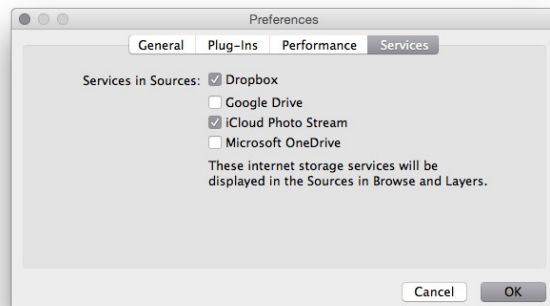 Preferences
General Plug-Ins Performance Services
Services in Sources: Dropbox
Google Drive
iCloud Photo Stream
Microsoft OneDrive
These internet storage services will be
displayed in the Sources in Browse and Layers.
Cancel OK